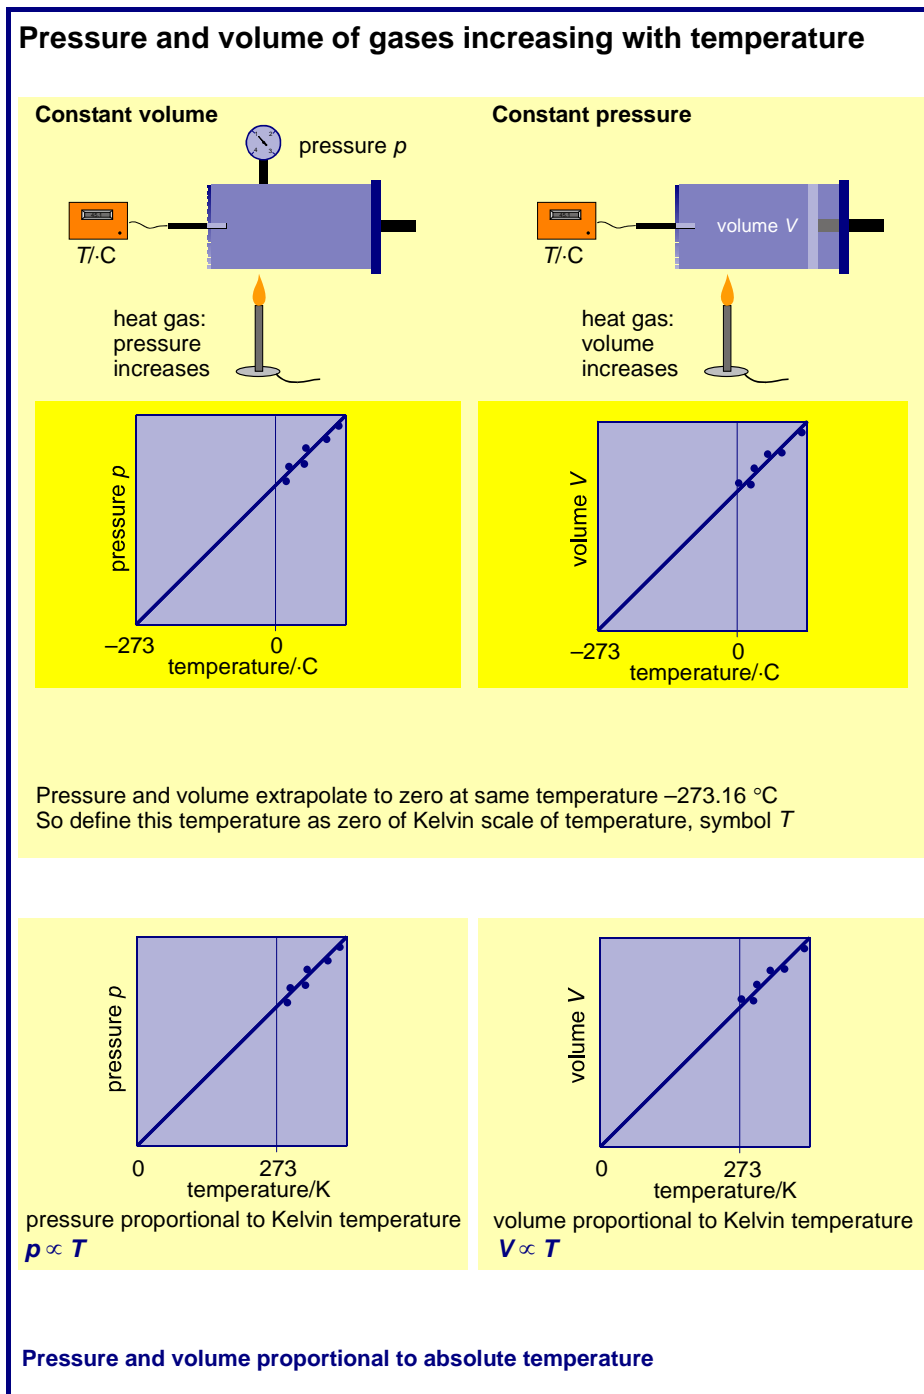 Pressure and volume of gases increasing with temperature
Constant volume
pressure p
T/·C
heat gas:
pressure
increases
pressure p
–273
0
temperature/·C
Constant pressure
volume V
T/·C
heat gas:
volume
increases
volume V
–273
0
temperature/·C
Pressure and volume extrapolate to zero at same temperature –273.16 °C
So define this temperature as zero of Kelvin scale of temperature, symbol T
pressure p
0
273
temperature/K
pressure proportional to Kelvin temperature
p ∝ T
volume V
0
273
temperature/K
volume proportional to Kelvin temperature
V ∝ T
Pressure and volume proportional to absolute temperature